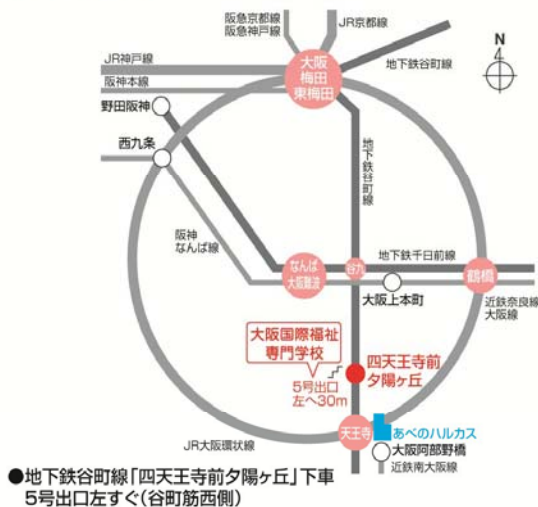 阪急京都線
阪急神戸線
JR京都線
N
JR神戸線
阪神本線
大阪
梅田
東梅田
地下鉄谷町線
野田阪神
西九条
地下鉄谷町線
阪神
なんば線
なんば
大阪難波
谷九
地下鉄千日前線
鶴橋
大阪上本町
近鉄奈良線
大阪線
大阪国際福祉
専門学校
四天王寺前
夕陽ヶ丘
5号出口
左へ30m
天王寺
あべのハルカス
大阪阿部野橋
近鉄南大阪線
JR大阪環状線
●地下鉄谷町線「四天王寺前夕陽ヶ丘」下車
5号出口左すぐ(谷町筋西側)